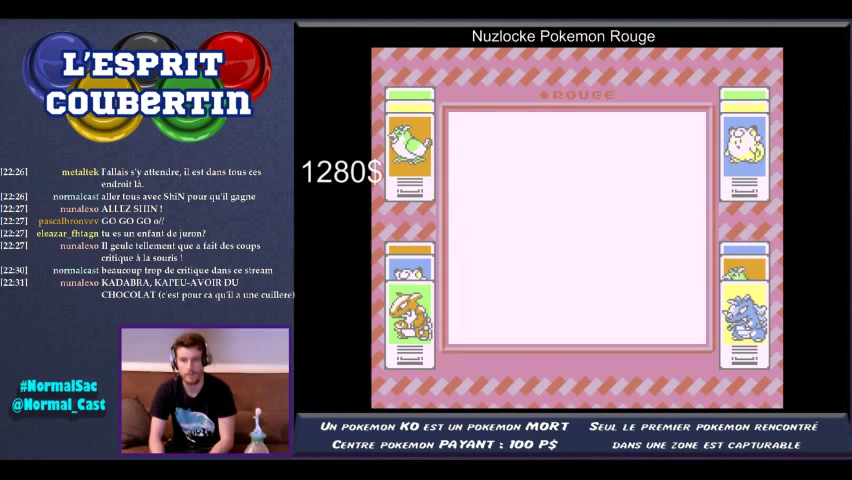 Nuzlocke Pokemon Rouge
L'ESPRIT
COUBERTIN
ROUGE
1280$
[22:26] metaltek l'allais s'y attendre, il est dans tous ces
endroit là.
[22:26] normalcast aller tous avec ShiN pour qu'il gagne
[22:27] nunalexo ALLEZ SHIN !
[22:27] pascalbronvev GO GO GO o//
[22:27] eleazar_fhtagn tu es un enfant de juron?
[22:27] nunalexo Il geule tellement que a fait des coups
critique à la souris !
[22:30] normalcast beaucoup trop de critique dans ce stream
[22:31] nunalexo KADABRA, KAPEU-AVOIR DU
CHOCOLAT (c'est pour ca qu'il a une cuillere)
#NormalSac
@Normal_Cast
Un pokemon KO est un pokemon MORT
Centre pokemon PAYANT : 100 P$
Seul le premier pokemon rencontré
dans une zone est capturable